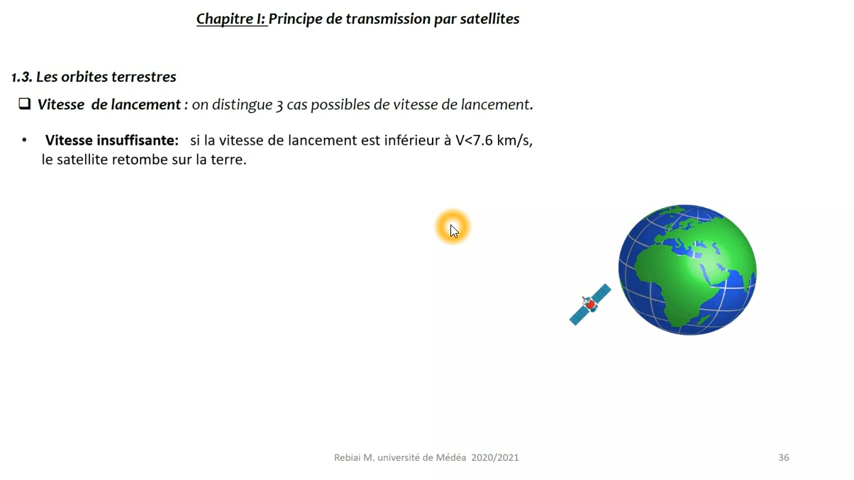 Chapitre I: Principe de transmission par satellites
1.3. Les orbites terrestres
❑ Vitesse de lancement : on distingue 3 cas possibles de vitesse de lancement.
• Vitesse insuffisante: si la vitesse de lancement est inférieur à V<7.6 km/s,
le satellite retombe sur la terre.
Rebiai M. université de Médéa 2020/2021
36